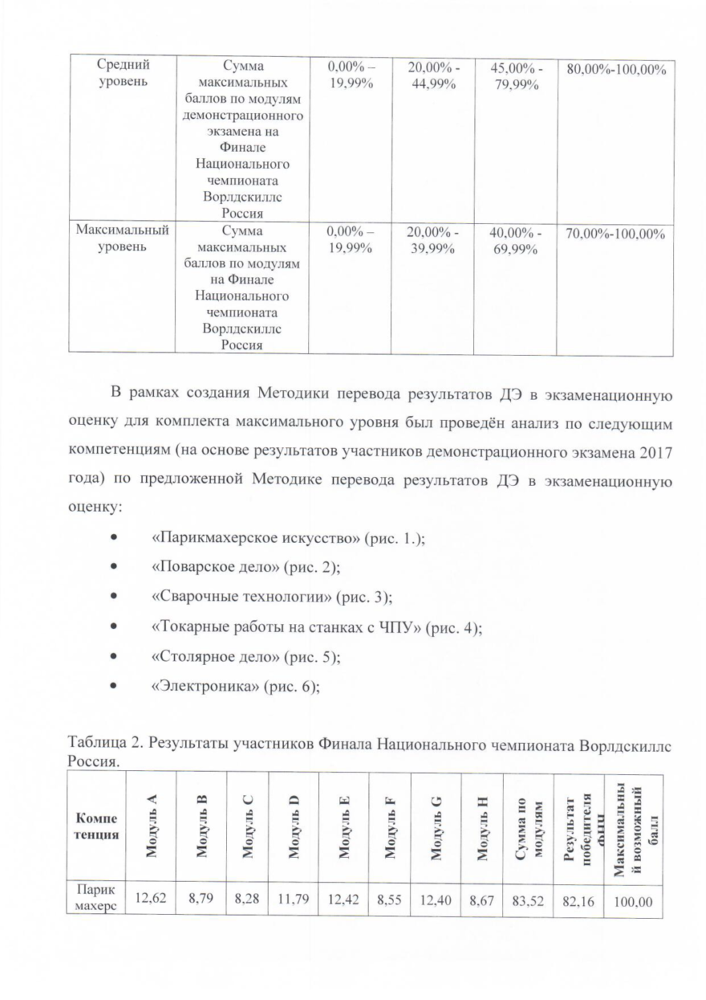 Средний уровень | Сумма максимальных баллов по модулям демонстрационного экзамена на Финале Национального чемпионата Ворлдскиллс Россия | 0,00% – 19,99% | 20,00% - 44,99% | 45,00% - 79,99% | 80,00%-100,00%
Максимальный уровень | Сумма максимальных баллов по модулям на Финале Национального чемпионата Ворлдскиллс Россия | 0,00% – 19,99% | 20,00% - 39,99% | 40,00% - 69,99% | 70,00%-100,00%
В рамках создания Методики перевода результатов ДЭ в экзаменационную
оценку для комплекта максимального уровня был проведён анализ по следующим
компетенциям (на основе результатов участников демонстрационного экзамена 2017
года) по предложенной Методике перевода результатов ДЭ в экзаменационную
оценку:
• «Парикмахерское искусство» (рис. 1.);
• «Поварское дело» (рис. 2);
• «Сварочные технологии» (рис. 3);
• «Токарные работы на станках с ЧПУ» (рис. 4);
• «Столярное дело» (рис. 5);
• «Электроника» (рис. 6);
Таблица 2. Результаты участников Финала Национального чемпионата Ворлдскиллс
Россия.
Компе тенция | Модуль A | Модуль B | Модуль C | Модуль D | Модуль E | Модуль F | Модуль G | Модуль H | Сумма по модулям | Результат победителя | Максимальны й возможный балл
Парик махерс | 12,62 | 8,79 | 8,28 | 11,79 | 12,42 | 8,55 | 12,40 | 8,67 | 83,52 | 82,16 | 100,00